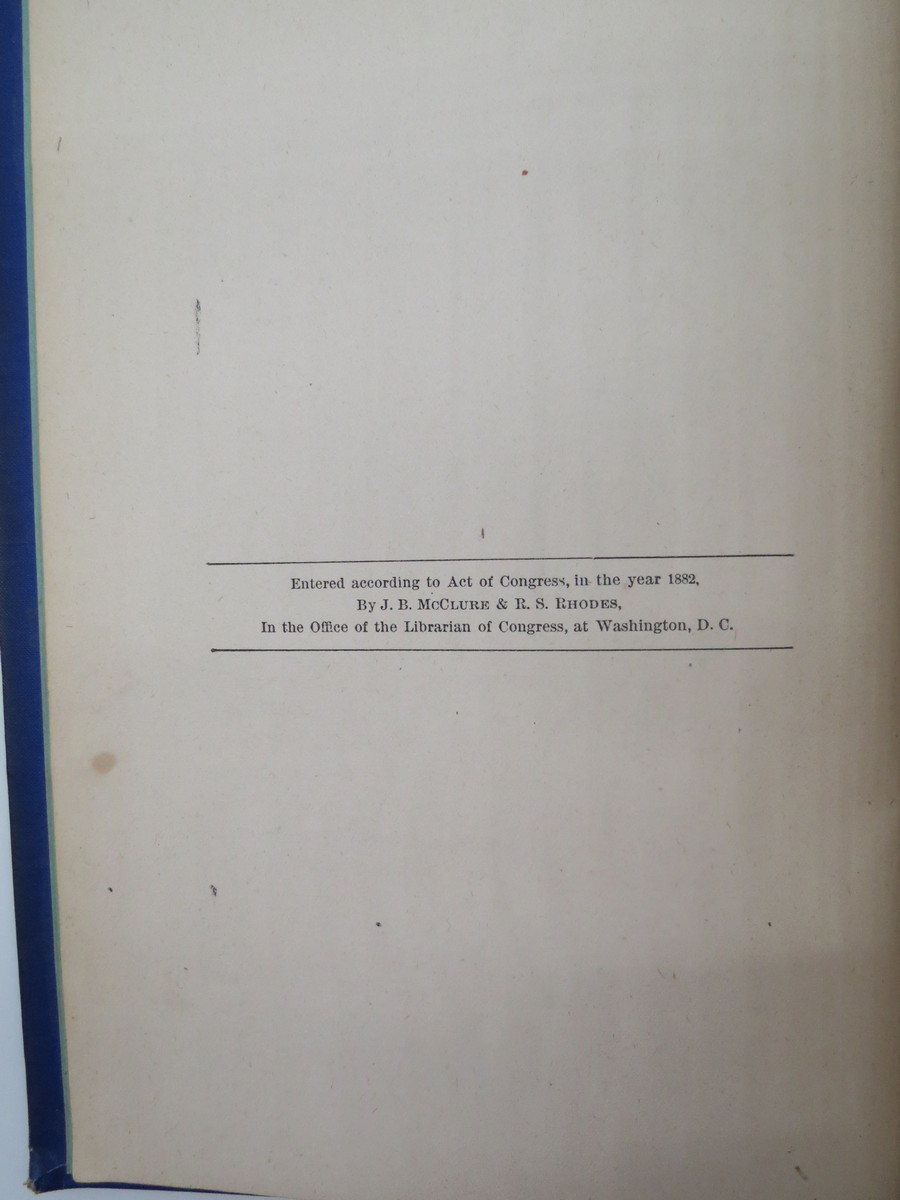 Entered according to Act of Congress, in the year 1882,
By J. B. McClure & R. S. Rhodes,
In the Office of the Librarian of Congress, at Washington, D. C.